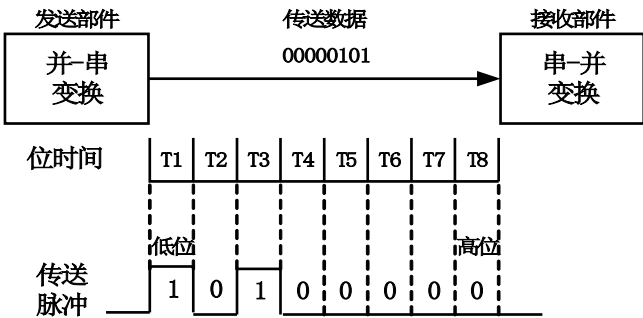 发送部件 传送数据 接收部件
并-串
变换
00000101
串-并
变换
位时间 T1 T2 T3 T4 T5 T6 T7 T8
低位 高位
传送
脉冲
1 0 1 0 0 0 0 0